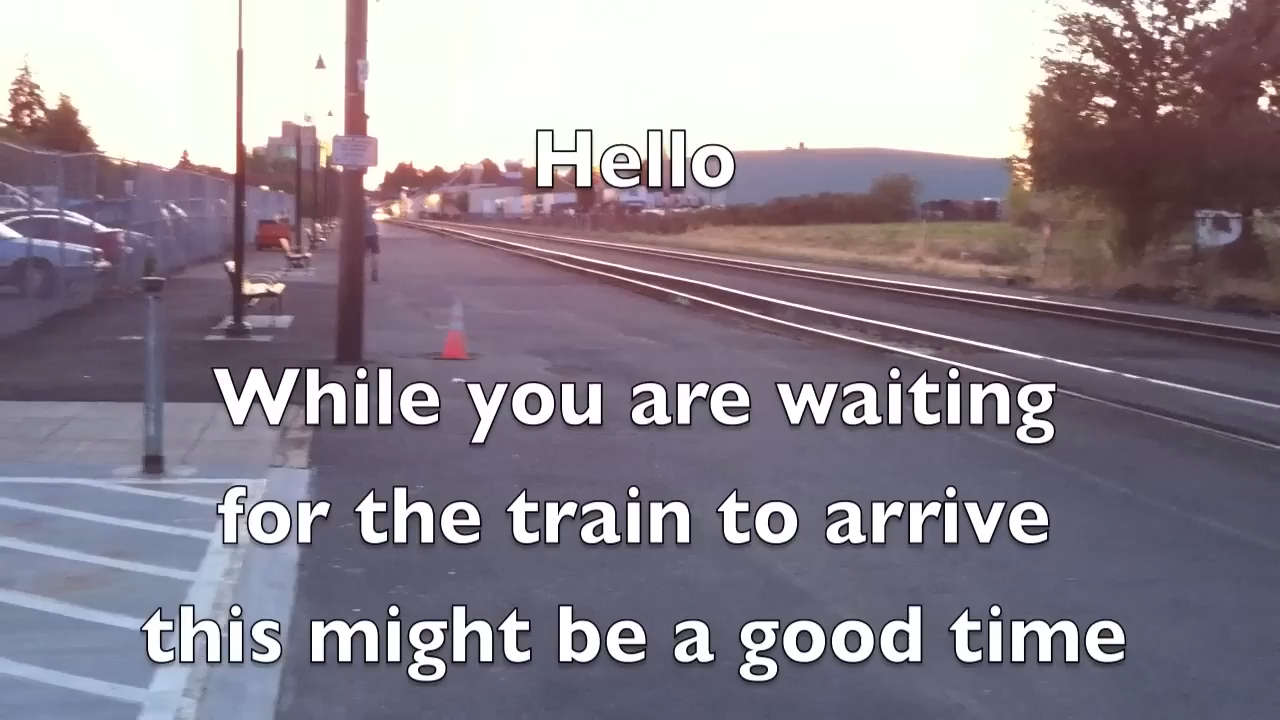 Hello
While you are waiting
for the train to arrive
this might be a good time